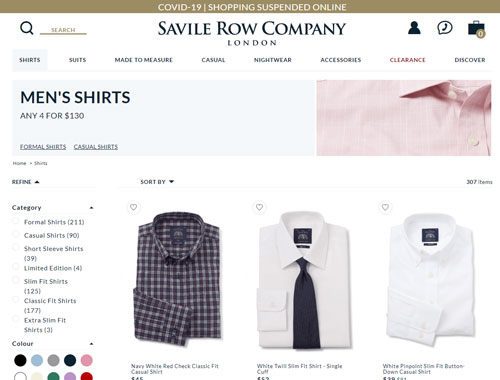 COVID-19 | SHOPPING SUSPENDED ONLINE
SEARCH
SAVILE ROW COMPANY
LONDON
0
SHIRTS
SUITS
MADE TO MEASURE
CASUAL
NIGHTWEAR
ACCESSORIES
CLEARANCE
DISCOVER
MEN'S SHIRTS
ANY 4 FOR $130
FORMAL SHIRTS
CASUAL SHIRTS
Home
Shirts
REFINE
SORT BY
307 Items
Category
Formal Shirts (211)
Casual Shirts (90)
Short Sleeve Shirts
(39)
Limited Edition (4)
Slim Fit Shirts
(125)
Classic Fit Shirts
(177)
Extra Slim Fit
Shirts (3)
Colour
Navy White Red Check Classic Fit
Casual Shirt
$45
White Twill Slim Fit Shirt - Single
Cuff
$52
White Pinpoint Slim Fit Button-
Down Casual Shirt